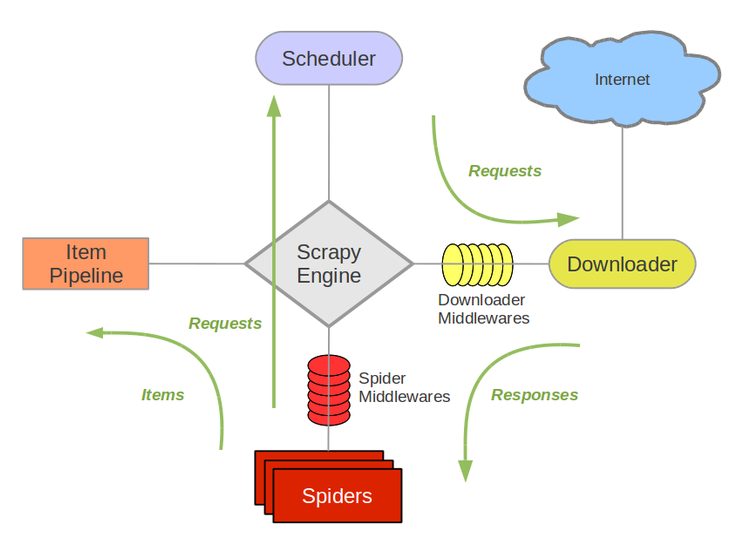 Scheduler
Internet
Requests
Scrapy
Engine
Item
Pipeline
Downloader
Downloader
Middlewares
Requests
Items
Spider
Middlewares
Responses
Spiders